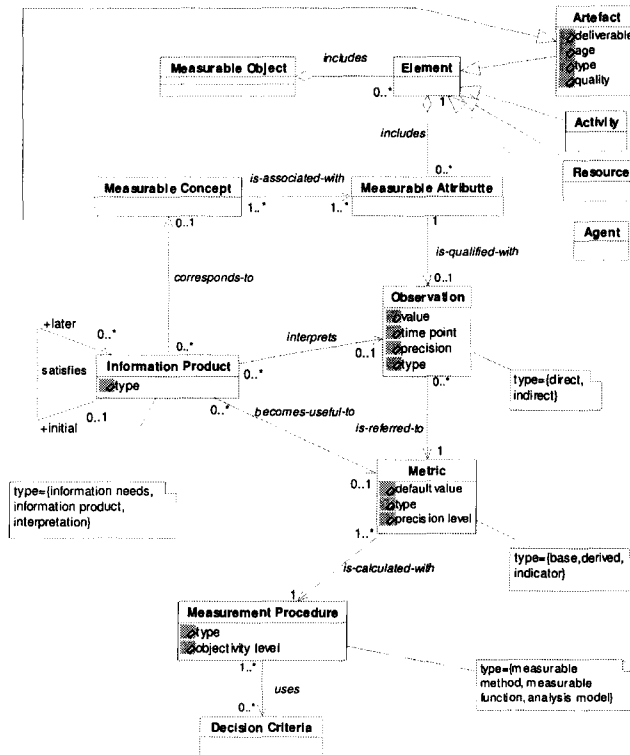 Artefact
deliverable
age
type
quality
Measurable Object
includes
Element
0..*
1
Activity
includes
Resource
0..*
Measurable Concept
is-associated-with
Measurable Attributte
1..*
1..*
0..1
1
Agent
is-qualified-with
0..1
corresponds-to
Observation
value
time point
precision
type
+later
0..*
0..*
interprets
0..1
satisfies
Information Product
type
0..*
0..*
type={direct,
indirect}
0..1
+initial
0..*
becomes-useful-to
is-referred-to
1
Metric
default value
type
precision level
0..1
type={information needs,
information product,
interpretation}
1..*
is-calculated-with
type={base,derived,
indicator}
1
Measurement Procedure
type
objectivity level
1..*
uses
type={measurable
method, measurable
function, analysis model}
0..*
Decision Criteria